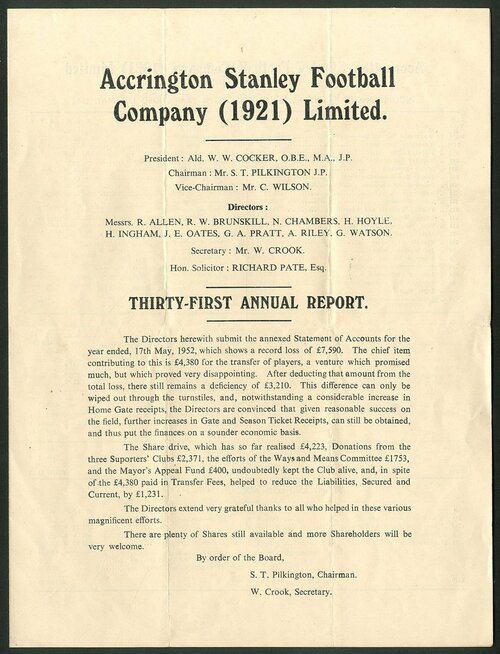 Accrington Stanley Football
Company (1921) Limited.
President : Ald. W. W. COCKER, O.B.E., M.A., J.P.
Chairman : Mr. S. T. PILKINGTON J.P.
Vice-Chairman : Mr. C. WILSON.
Directors :
Messrs. R. ALLEN, R. W. BRUNSKILL, N. CHAMBERS, H. HOYLE,
H. INGHAM, J. E. OATES, G. A. PRATT, A. RILEY, G. WATSON.
Secretary : Mr. W. CROOK.
Hon. Solicitor : RICHARD PATE, Esq.
THIRTY-FIRST ANNUAL REPORT.
The Directors herewith submit the annexed Statement of Accounts for the
year ended, 17th May, 1952, which shows a record loss of £7,590. The chief item
contributing to this is £4,380 for the transfer of players, a venture which promised
much, but which proved very disappointing. After deducting that amount from the
total loss, there still remains a deficiency of £3,210. This difference can only be
wiped out through the turnstiles, and, notwithstanding a considerable increase in
Home Gate receipts, the Directors are convinced that given reasonable success on
the field, further increases in Gate and Season Ticket Receipts, can still be obtained,
and thus put the finances on a sounder economic basis.
The Share drive, which has so far realised £4,223, Donations from the
three Suporters' Clubs £2,371, the efforts of the Ways and Means Committee £1753,
and the Mayor's Appeal Fund £400, undoubtedly kept the Club alive, and, in spite
of the £4,380 paid in Transfer Fees, helped to reduce the Liabilities, Secured and
Current, by £1,231.
The Directors extend very grateful thanks to all who helped in these various
magnificent efforts.
There are plenty of Shares still available and more Shareholders will be
very welcome.
By order of the Board,
S. T. Pilkington, Chairman.
W. Crook, Secretary.